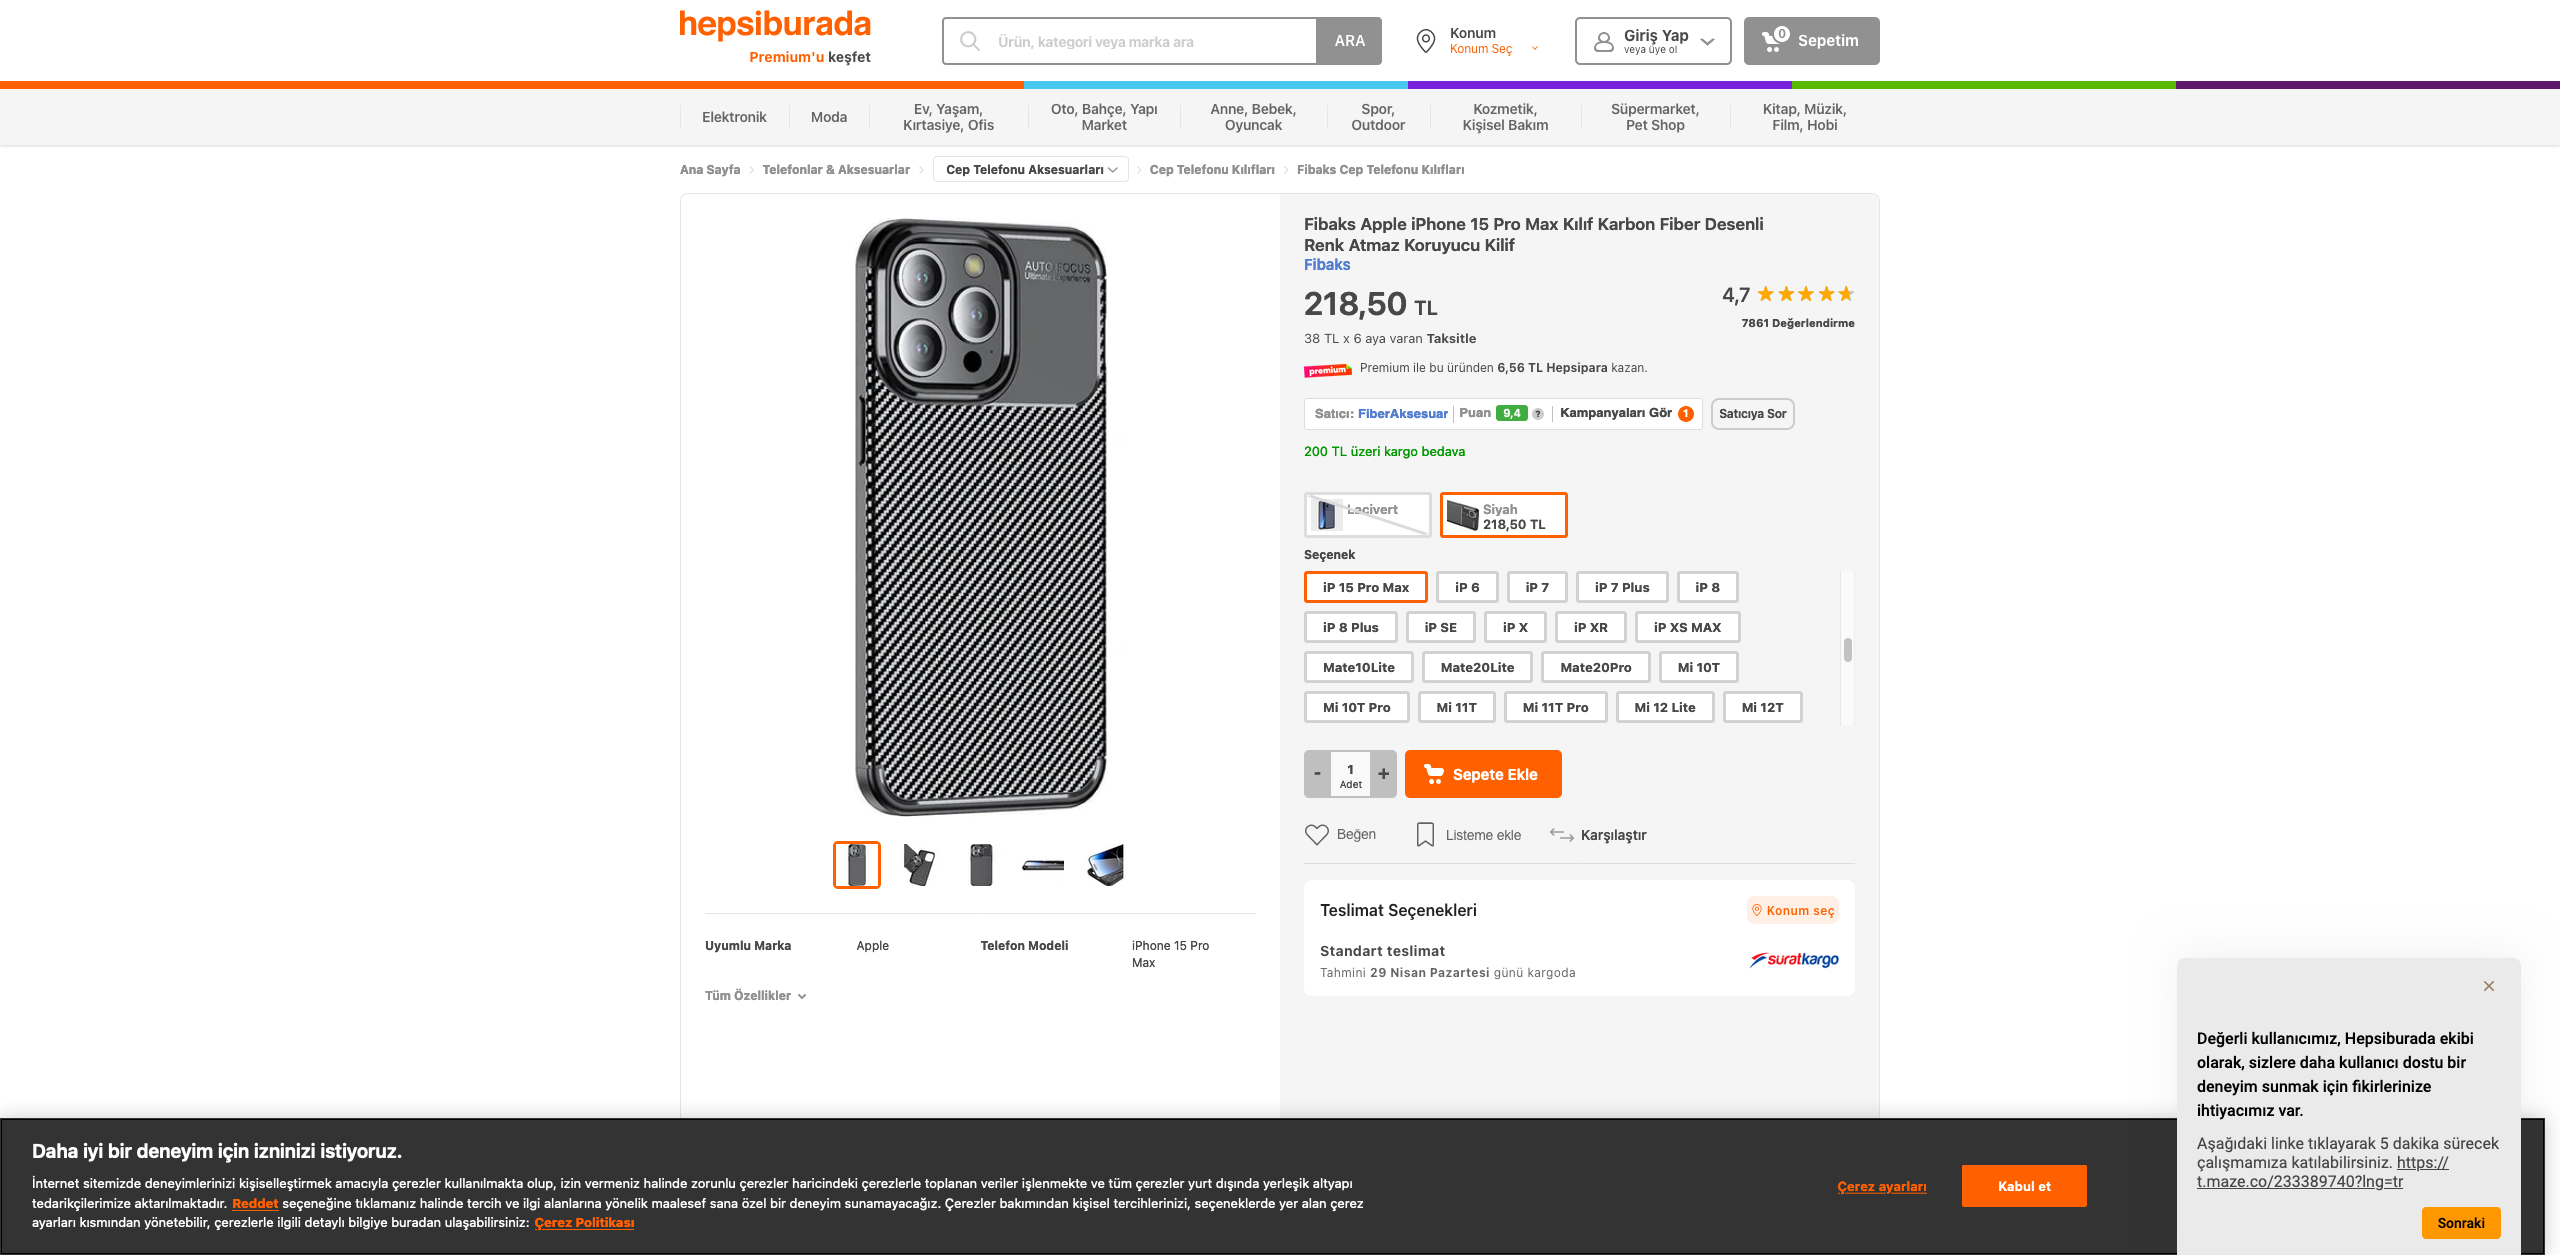 hepsiburada
Premium'u keşfet
Ürün, kategori veya marka ara
ARA
Konum
Konum Seç
Giriş Yap
veya üye ol
0
Sepetim
Elektronik
Moda
Ev, Yaşam,
Kırtasiye, Ofis
Oto, Bahçe, Yapı
Market
Anne, Bebek,
Oyuncak
Spor,
Outdoor
Kozmetik,
Kişisel Bakım
Süpermarket,
Pet Shop
Kitap, Müzik,
Film, Hobi
Ana Sayfa
Telefonlar & Aksesuarlar
Cep Telefonu Aksesuarları
Cep Telefonu Kılıfları
Fibaks Cep Telefonu Kılıfları
AUTO FOCUS
Ultimate Experience
Fibaks Apple iPhone 15 Pro Max Kılıf Karbon Fiber Desenli
Renk Atmaz Koruyucu Kilif
Fibaks
218,50 TL
4,7
7861 Değerlendirme
38 TL x 6 aya varan Taksitle
premium
Premium ile bu üründen 6,56 TL Hepsipara kazan.
Satıcı: FiberAksesuar
Puan 9,4 ?
Kampanyaları Gör 1
Satıcıya Sor
200 TL üzeri kargo bedava
Lacivert
Siyah
218,50 TL
Seçenek
iP 15 Pro Max
iP 6
iP 7
iP 7 Plus
iP 8
iP 8 Plus
iP SE
iP X
iP XR
iP XS MAX
Mate10Lite
Mate20Lite
Mate20Pro
Mi 10T
Mi 10T Pro
Mi 11T
Mi 11T Pro
Mi 12 Lite
Mi 12T
- 1 +
Adet
Sepete Ekle
Beğen
Listeme ekle
Karşılaştır
Teslimat Seçenekleri
Konum seç
Standart teslimat
Tahmini 29 Nisan Pazartesi günü kargoda
suratkargo
Uyumlu Marka
Apple
Telefon Modeli
iPhone 15 Pro
Max
Tüm Özellikler
Daha iyi bir deneyim için izninizi istiyoruz.
İnternet sitemizde deneyimlerinizi kişiselleştirmek amacıyla çerezler kullanılmakta olup, izin vermeniz halinde zorunlu çerezler haricindeki çerezlerle toplanan veriler işlenmekte ve tüm çerezler yurt dışında yerleşik altyapı
tedarikçilerimize aktarılmaktadır. Reddet seçeneğine tıklamanız halinde tercih ve ilgi alanlarına yönelik maalesef sana özel bir deneyim sunamayacağız. Çerezler bakımından kişisel tercihlerinizi, seçeneklerde yer alan çerez
ayarları kısmından yönetebilir, çerezlerle ilgili detaylı bilgiye buradan ulaşabilirsiniz: Çerez Politikası
Çerez ayarları
Kabul et
Değerli kullanıcımız, Hepsiburada ekibi
olarak, sizlere daha kullanıcı dostu bir
deneyim sunmak için fikirlerinize
ihtiyacımız var.
Aşağıdaki linke tıklayarak 5 dakika sürecek
çalışmamıza katılabilirsiniz. https://
t.maze.co/233389740?lng=tr
Sonraki